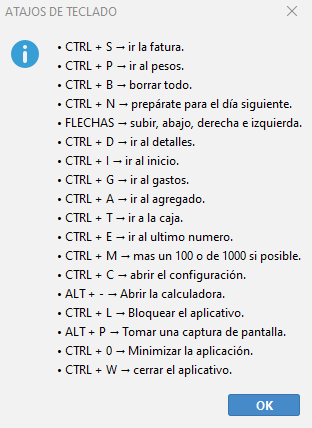 ATAJOS DE TECLADO
• CTRL + S → ir la fatura.
• CTRL + P → ir al pesos.
• CTRL + B → borrar todo.
• CTRL + N → prepárate para el día siguiente.
• FLECHAS → subir, abajo, derecha e izquierda.
• CTRL + D → ir al detalles.
• CTRL + I → ir al inicio.
• CTRL + G → ir al gastos.
• CTRL + A → ir al agregado.
• CTRL + T → ir a la caja.
• CTRL + E → ir al ultimo numero.
• CTRL + M → mas un 100 o de 1000 si posible.
• CTRL + C → abrir el configuración.
• ALT + - → Abrir la calculadora.
• CTRL + L → Bloquear el aplicativo.
• ALT + P → Tomar una captura de pantalla.
• CTRL + 0 → Minimizar la aplicación.
• CTRL + W → cerrar el aplicativo.
OK